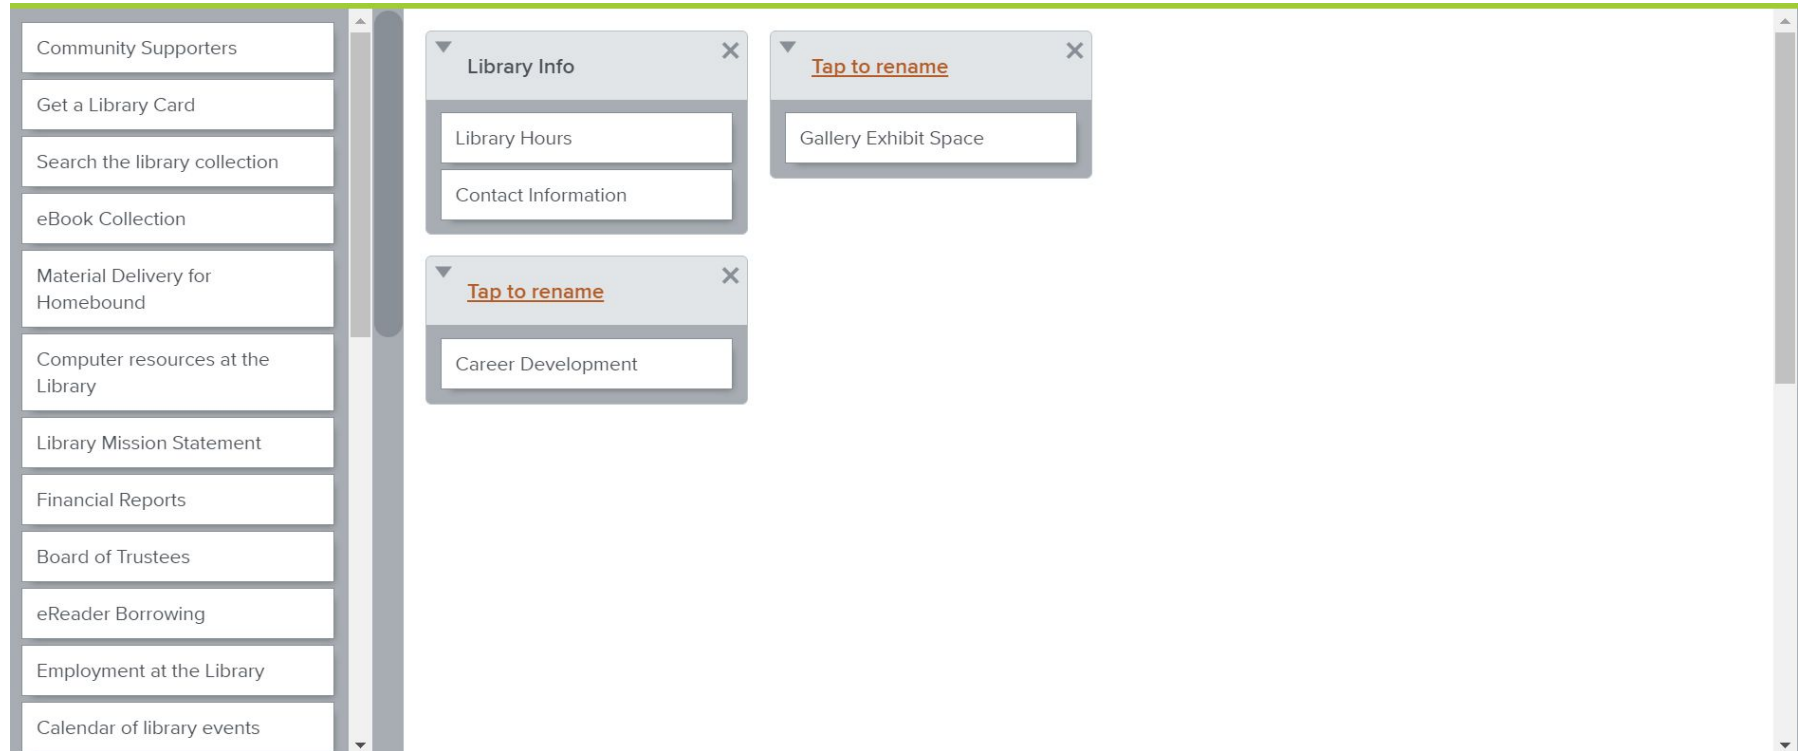 Community Supporters
Get a Library Card
Search the library collection
eBook Collection
Material Delivery for
Homebound
Computer resources at the
Library
Library Mission Statement
Financial Reports
Board of Trustees
eReader Borrowing
Employment at the Library
Calendar of library events
Library Info
Library Hours
Contact Information
Tap to rename
Gallery Exhibit Space
Tap to rename
Career Development